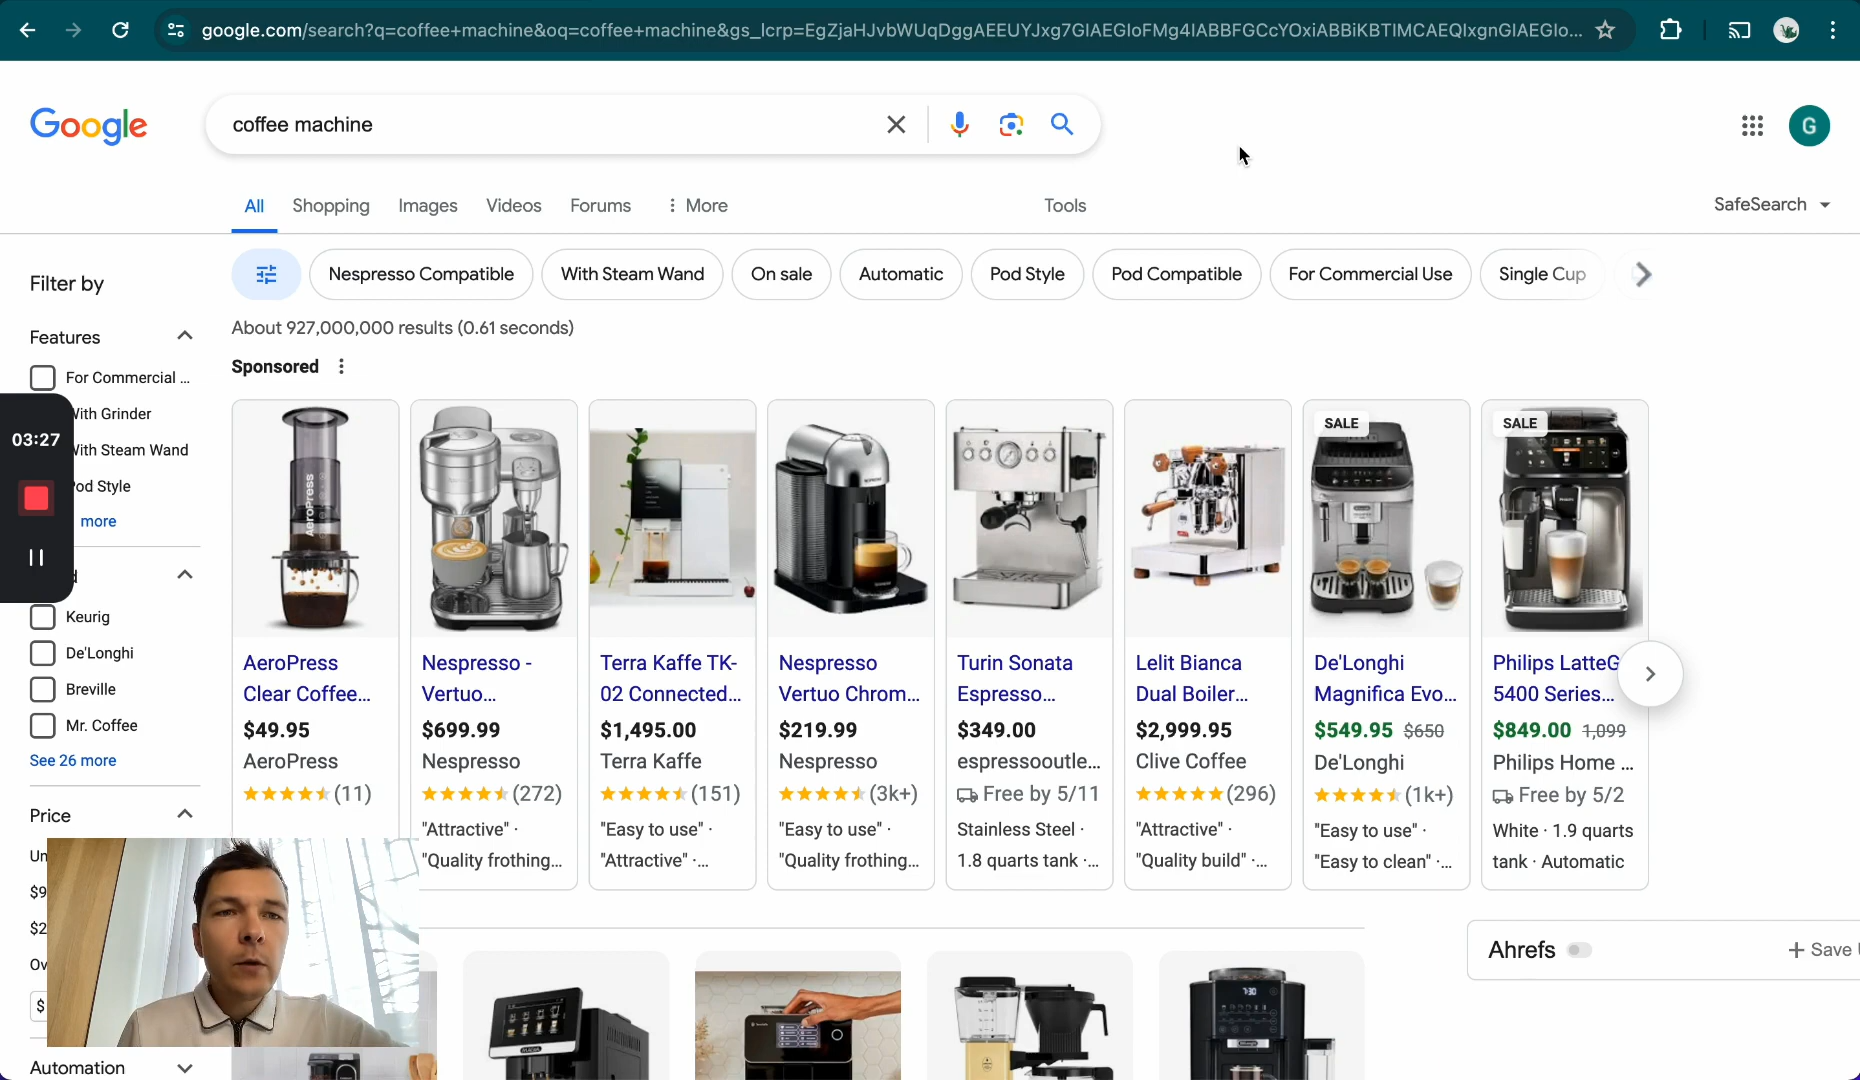 google.com/search?q=coffee+machine&oq=coffee+machine&gs_lcrp=EgZjaHJvbWUqDggAEEUYJxg7GIAEGIoFMg4IABBFGCcYOxiABBiKBTIMCAEQIxgnGIAEGIo...
Google
coffee machine
G
All Shopping Images Videos Forums More Tools SafeSearch
Filter by
Nespresso Compatible With Steam Wand On sale Automatic Pod Style Pod Compatible For Commercial Use Single Cup
About 927,000,000 results (0.61 seconds)
Sponsored
Features
For Commercial ...
With Grinder
With Steam Wand
Pod Style
more
03:27
Keurig
De'Longhi
Breville
Mr. Coffee
See 26 more
Price
$9
$2
Ov
$
Automation
AeroPress
AeroPress
Clear Coffee...
$49.95
AeroPress
(11)
Nespresso -
Vertuo...
$699.99
Nespresso
(272)
"Attractive" ·
"Quality frothing...
Terra Kaffe TK-
02 Connected...
$1,495.00
Terra Kaffe
(151)
"Easy to use" ·
"Attractive" ·...
Nespresso
Vertuo Chrom...
$219.99
Nespresso
(3k+)
"Easy to use" ·
"Quality frothing...
Turin Sonata
Espresso...
$349.00
espressooutle...
Free by 5/11
Stainless Steel ·
1.8 quarts tank ·...
Lelit Bianca
Dual Boiler...
$2,999.95
Clive Coffee
(296)
"Attractive" ·
"Quality build" ·...
SALE
De'Longhi
Magnifica Evo...
$549.95 $650
De'Longhi
(1k+)
"Easy to use" ·
"Easy to clean" ·...
SALE
Philips LatteG
5400 Series...
$849.00 1,099
Philips Home ...
Free by 5/2
White · 1.9 quarts
tank · Automatic
Ahrefs
+ Save
7:30